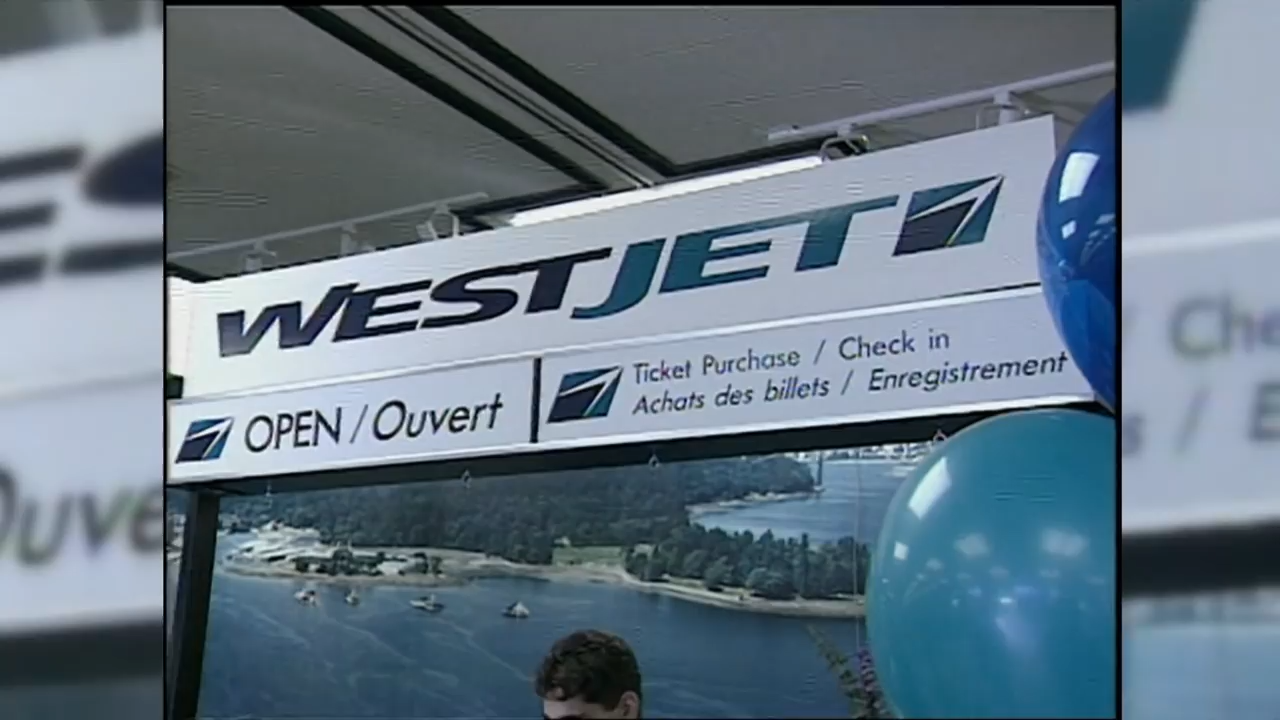 WESTJET
OPEN / Ouvert
Ticket Purchase / Check in
Achats des billets / Enregistrement